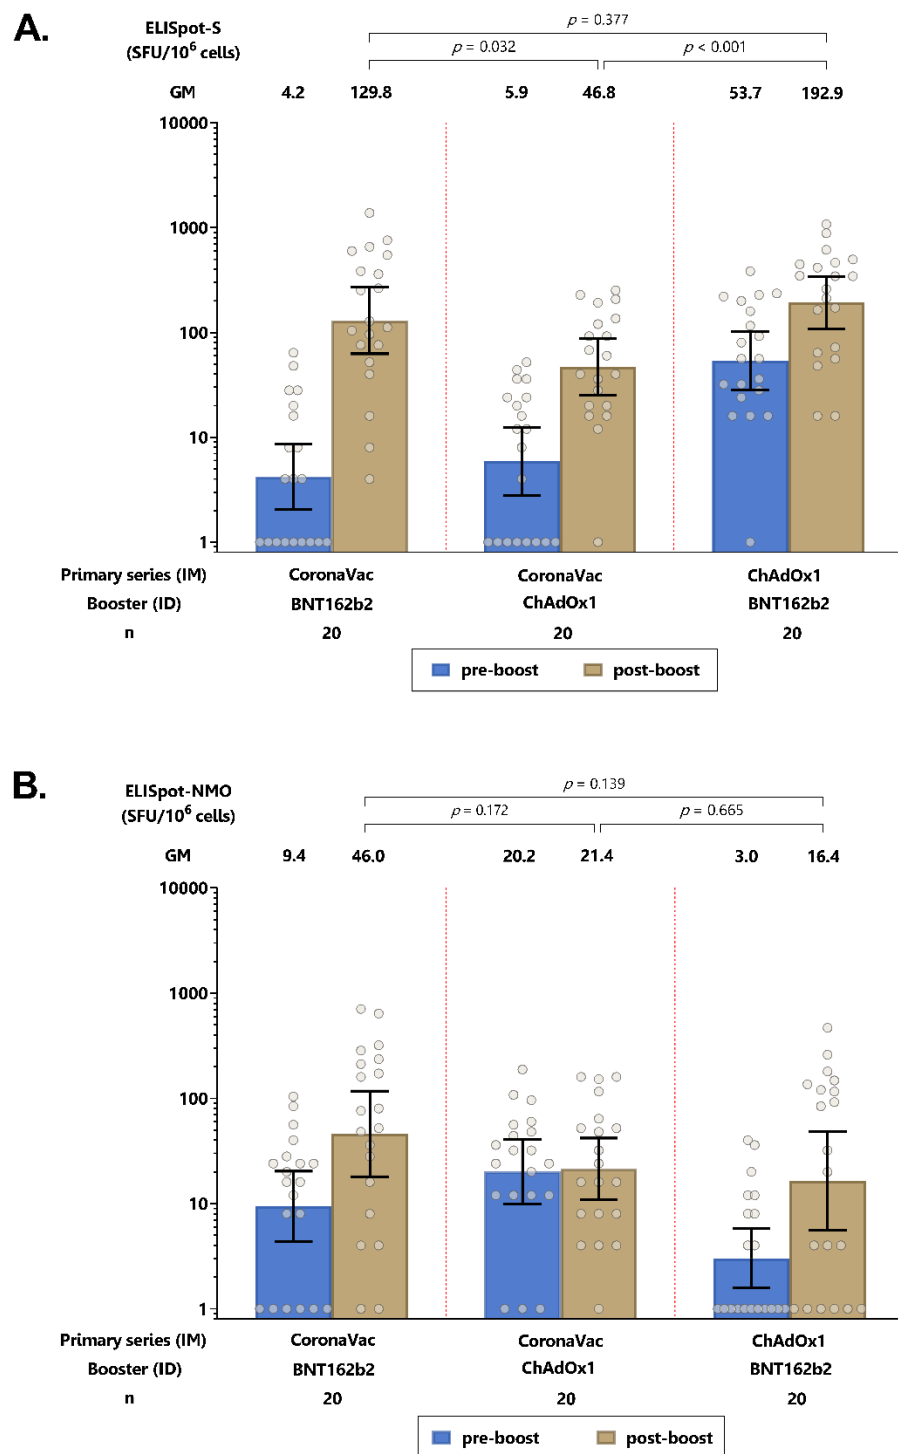 A.
ELISpot-S
(SFU/10⁶ cells)
p = 0.377
p = 0.032
p < 0.001
GM 4.2 129.8 5.9 46.8 53.7 192.9
10000
1000
100
10
1
Primary series (IM) CoronaVac CoronaVac ChAdOx1
Booster (ID) BNT162b2 ChAdOx1 BNT162b2
n 20 20 20
pre-boost post-boost
B.
ELISpot-NMO
(SFU/10⁶ cells)
p = 0.139
p = 0.172
p = 0.665
GM 9.4 46.0 20.2 21.4 3.0 16.4
10000
1000
100
10
1
Primary series (IM) CoronaVac CoronaVac ChAdOx1
Booster (ID) BNT162b2 ChAdOx1 BNT162b2
n 20 20 20
pre-boost post-boost